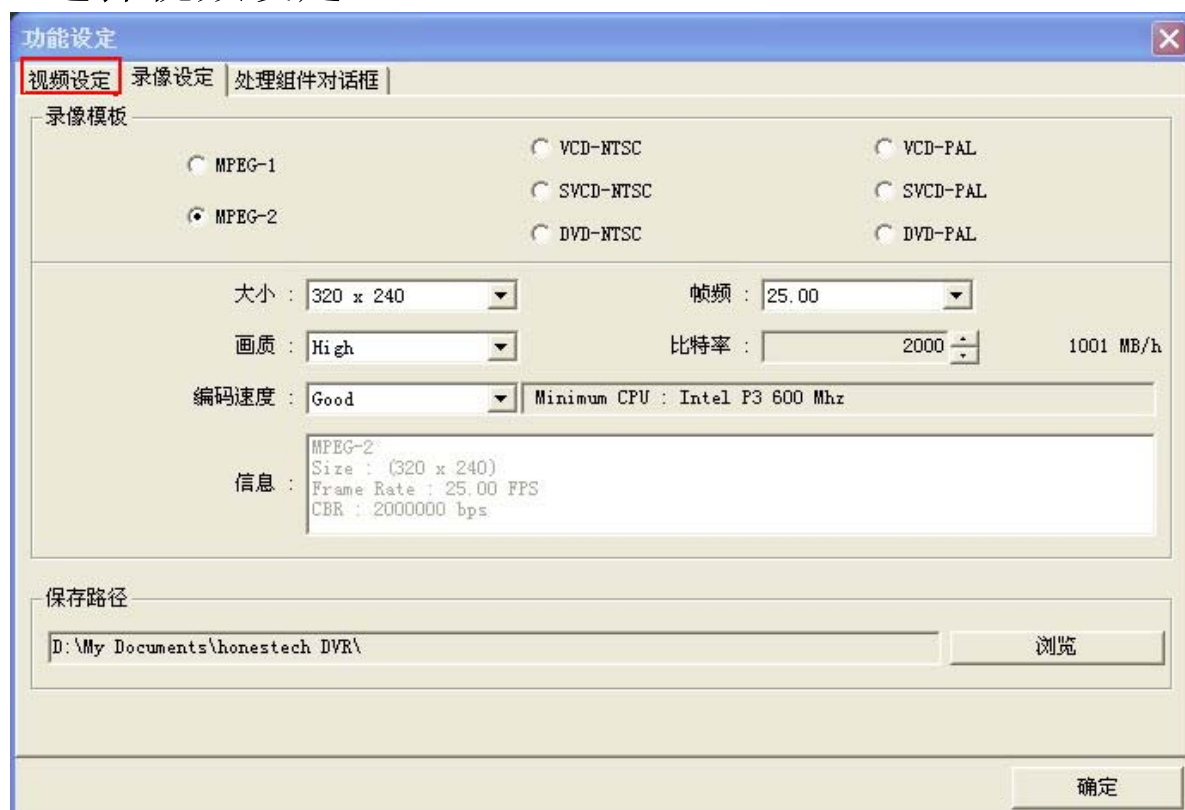 功能设定
视频设定 录像设定 处理组件对话框
录像模板
MPEG-1
MPEG-2
VCD-NTSC
SVCD-NTSC
DVD-NTSC
VCD-PAL
SVCD-PAL
DVD-PAL
大小 : 320 x 240 帧频 : 25.00
画质 : High 比特率 : 2000 1001 MB/h
编码速度 : Good Minimum CPU : Intel P3 600 Mhz
信息 :
MPEG-2
Size : (320 x 240)
Frame Rate : 25.00 FPS
CBR : 2000000 bps
保存路径
D:\My Documents\honestech DVR\ 浏览
确定